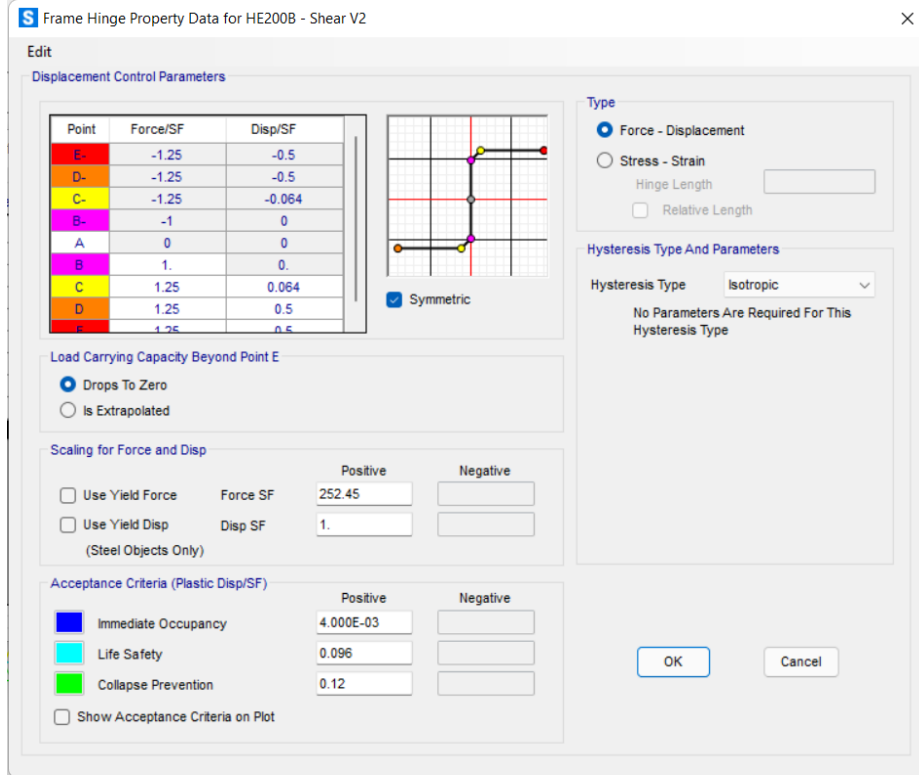 S Frame Hinge Property Data for HE200B - Shear V2
Edit
Displacement Control Parameters
Point Force/SF Disp/SF
E- -1.25 -0.5
D- -1.25 -0.5
C- -1.25 -0.064
B- -1 0
A 0 0
B 1. 0.
C 1.25 0.064
D 1.25 0.5
E 1.25 0.5
Symmetric
Load Carrying Capacity Beyond Point E
Drops To Zero
Is Extrapolated
Scaling for Force and Disp
Positive Negative
Use Yield Force Force SF 252.45
Use Yield Disp Disp SF 1.
(Steel Objects Only)
Acceptance Criteria (Plastic Disp/SF)
Positive Negative
Immediate Occupancy 4.000E-03
Life Safety 0.096
Collapse Prevention 0.12
Show Acceptance Criteria on Plot
Type
Force - Displacement
Stress - Strain
Hinge Length
Relative Length
Hysteresis Type And Parameters
Hysteresis Type Isotropic
No Parameters Are Required For This
Hysteresis Type
OK Cancel